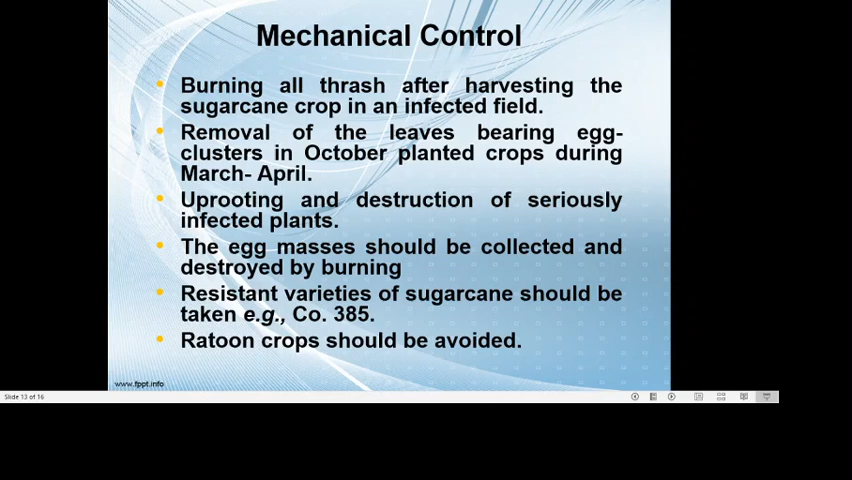 Mechanical Control
• Burning all thrash after harvesting the
sugarcane crop in an infected field.
• Removal of the leaves bearing egg-
clusters in October planted crops during
March- April.
• Uprooting and destruction of seriously
infected plants.
• The egg masses should be collected and
destroyed by burning
• Resistant varieties of sugarcane should be
taken e.g., Co. 385.
• Ratoon crops should be avoided.
www.fppt.info
Slide 13 of 16